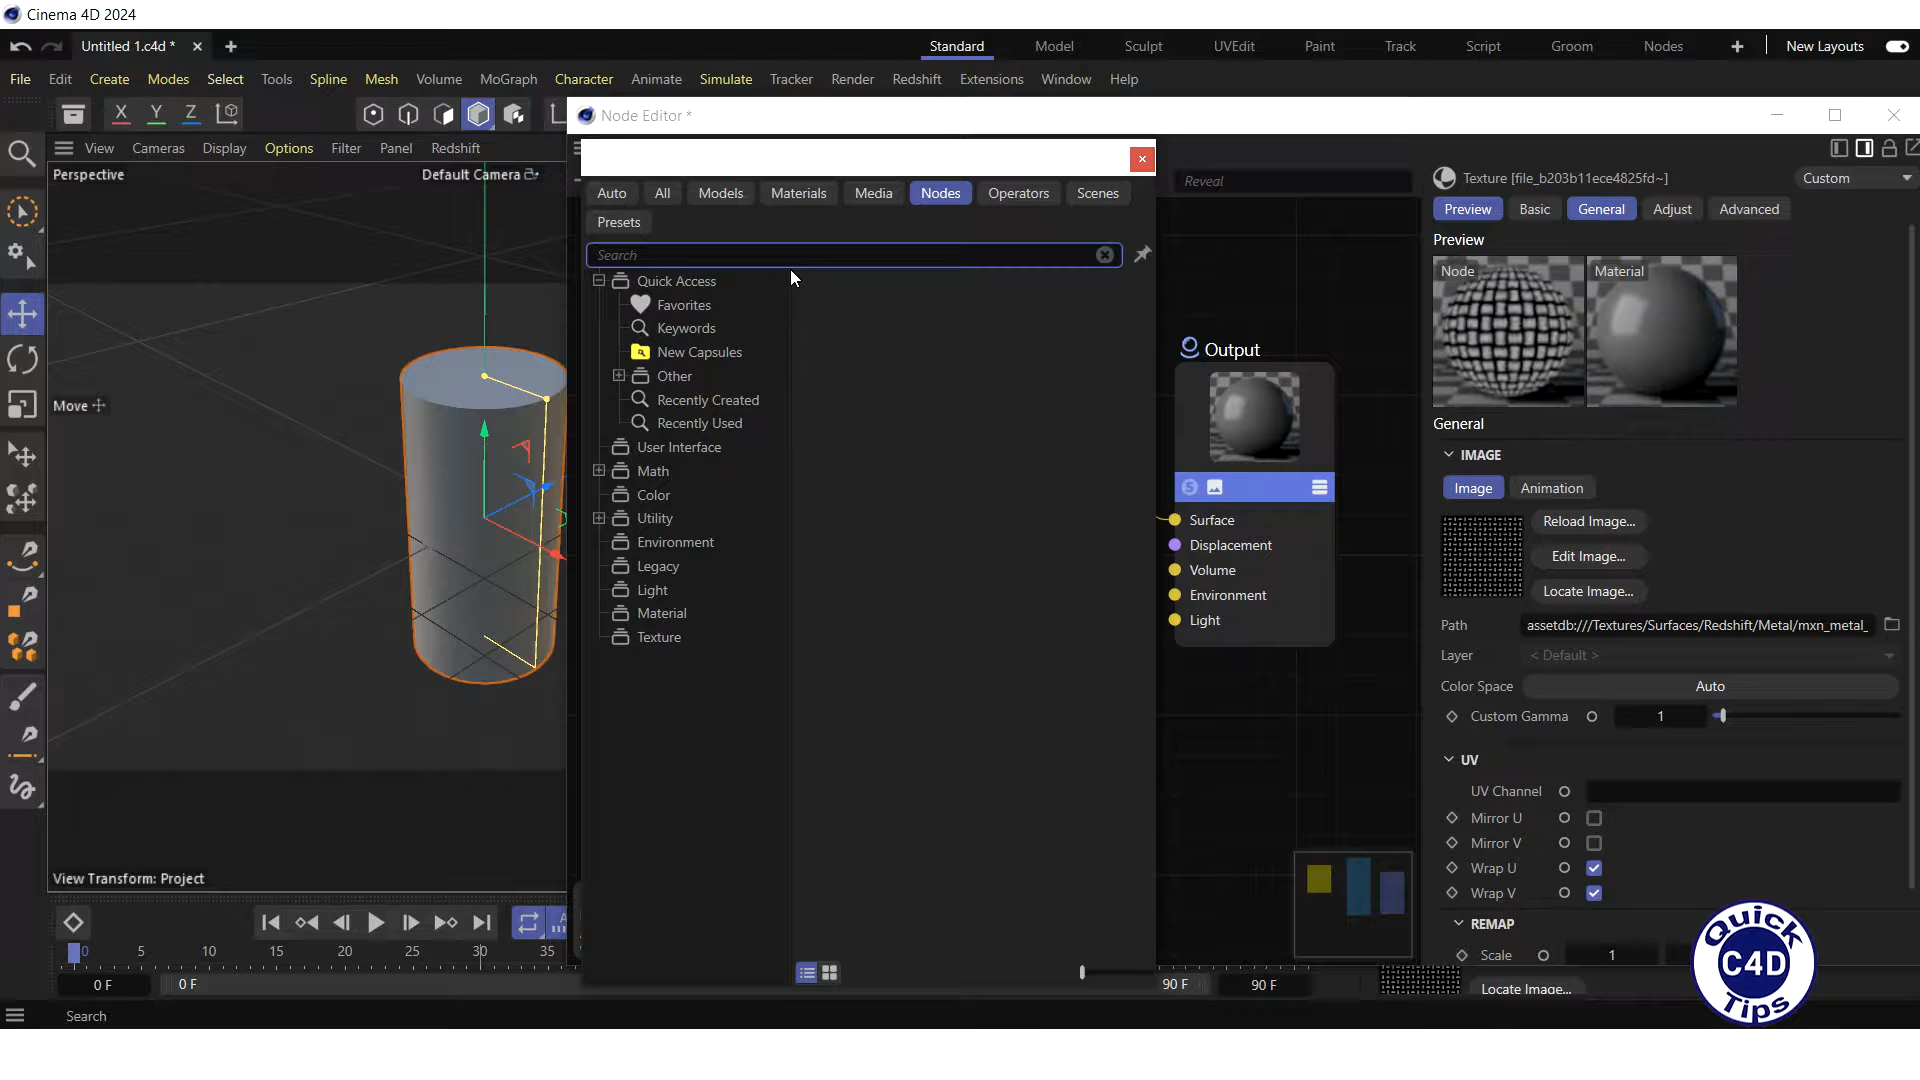 Cinema 4D 2024
Untitled 1.c4d *
Standard Model Sculpt UVEdit Paint Track Script Groom Nodes New Layouts
File Edit Create Modes Select Tools Spline Mesh Volume MoGraph Character Animate Simulate Tracker Render Redshift Extensions Window Help
X Y Z
Node Editor *
View Cameras Display Options Filter Panel Redshift
Perspective
Default Camera
Move
View Transform: Project
Auto All Models Materials Media Nodes Operators Scenes
Presets
Search
Quick Access
Favorites
Keywords
New Capsules
Other
Recently Created
Recently Used
User Interface
Math
Color
Utility
Environment
Legacy
Light
Material
Texture
Reveal
Output
Surface
Displacement
Volume
Environment
Light
Texture [file_b203b11ece4825fd~]
Custom
Preview Basic General Adjust Advanced
Preview
Node Material
General
IMAGE
Image Animation
Reload Image...
Edit Image...
Locate Image...
Path assetdb:///Textures/Surfaces/Redshift/Metal/mxn_metal_
Layer < Default >
Color Space Auto
Custom Gamma 1
UV
UV Channel
Mirror U
Mirror V
Wrap U
Wrap V
REMAP
Scale 1
Locate Image...
0 5 10 15 20 25 30 35
0 F 0 F 90 F 90 F
Search
Quick
C4D
Tips